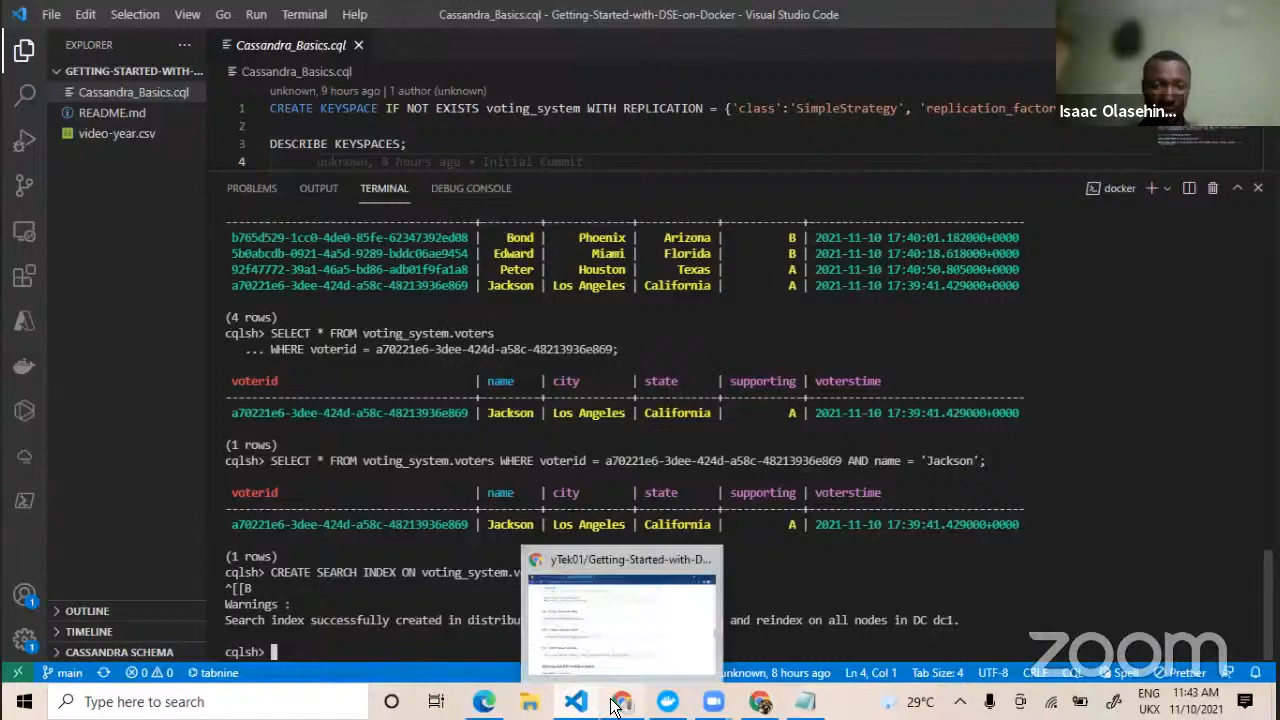 File Edit Selection View Go Run Terminal Help Cassandra_Basics.cql - Getting-Started-with-DSE-on-Docker - Visual Studio Code
EXPLORER ···
GETTING-STARTED-WITH-...
Cassandra_Basics.cql
README.md
video-year.csv
OUTLINE
CASSANDRA
Cassandra_Basics.cql
Cassandra_Basics.cql
unknown, 9 hours ago | 1 author (unknown)
1 CREATE KEYSPACE IF NOT EXISTS voting_system WITH REPLICATION = {'class':'SimpleStrategy', 'replication_factor
2
3 DESCRIBE KEYSPACES;
4 unknown, 8 hours ago • Initial Commit
Isaac Olasehin...
PROBLEMS OUTPUT TERMINAL DEBUG CONSOLE docker
b765d529-1cc0-4de0-85fe-62347392ed08 | Bond | Phoenix | Arizona | B | 2021-11-10 17:40:01.182000+0000
5b0abcdb-0921-4a5d-9289-bddc06ae9454 | Edward | Miami | Florida | B | 2021-11-10 17:40:18.618000+0000
92f47772-39a1-46a5-bd86-adb01f9fa1a8 | Peter | Houston | Texas | A | 2021-11-10 17:40:50.805000+0000
a70221e6-3dee-424d-a58c-48213936e869 | Jackson | Los Angeles | California | A | 2021-11-10 17:39:41.429000+0000
(4 rows)
cqlsh> SELECT * FROM voting_system.voters
... WHERE voterid = a70221e6-3dee-424d-a58c-48213936e869;
voterid | name | city | state | supporting | voterstime
a70221e6-3dee-424d-a58c-48213936e869 | Jackson | Los Angeles | California | A | 2021-11-10 17:39:41.429000+0000
(1 rows)
cqlsh> SELECT * FROM voting_system.voters WHERE voterid = a70221e6-3dee-424d-a58c-48213936e869 AND name = 'Jackson';
voterid | name | city | state | supporting | voterstime
a70221e6-3dee-424d-a58c-48213936e869 | Jackson | Los Angeles | California | A | 2021-11-10 17:39:41.429000+0000
(1 rows)
cqlsh> CREATE SEARCH INDEX ON voting_system.v
^[[B
Warnings :
Search successfully created in distribu reindex on nodes in dc dc1.
cqlsh>
yTek01/Getting-Started-with-D...
zoom
main tabnine unknown, 8 hours ago Ln 4, Col 1 Tab Size: 4 UTF-8 CRLF CQL Spell Prettier
Type here to search
29°C ENG UKX 11:43 AM 11/10/2021